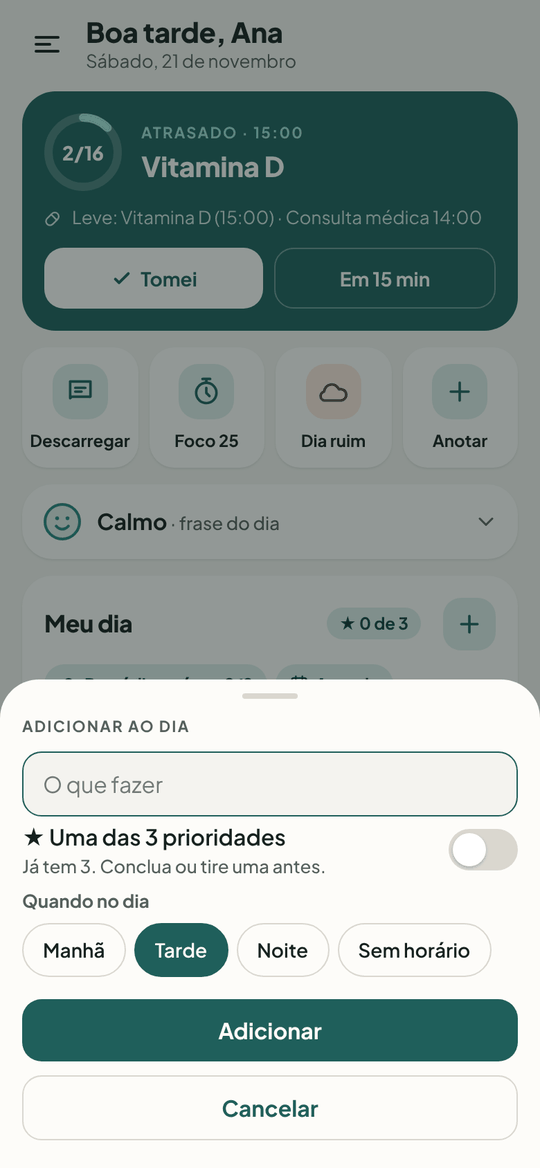 Boa tarde, Ana
Sábado, 21 de novembro
2/16
ATRASADO · 15:00
Vitamina D
Leve: Vitamina D (15:00) · Consulta médica 14:00
Tomei
Em 15 min
Descarregar
Foco 25
Dia ruim
Anotar
Calmo · frase do dia
Meu dia
★ 0 de 3
ADICIONAR AO DIA
O que fazer
★ Uma das 3 prioridades
Já tem 3. Conclua ou tire uma antes.
Quando no dia
Manhã
Tarde
Noite
Sem horário
Adicionar
Cancelar